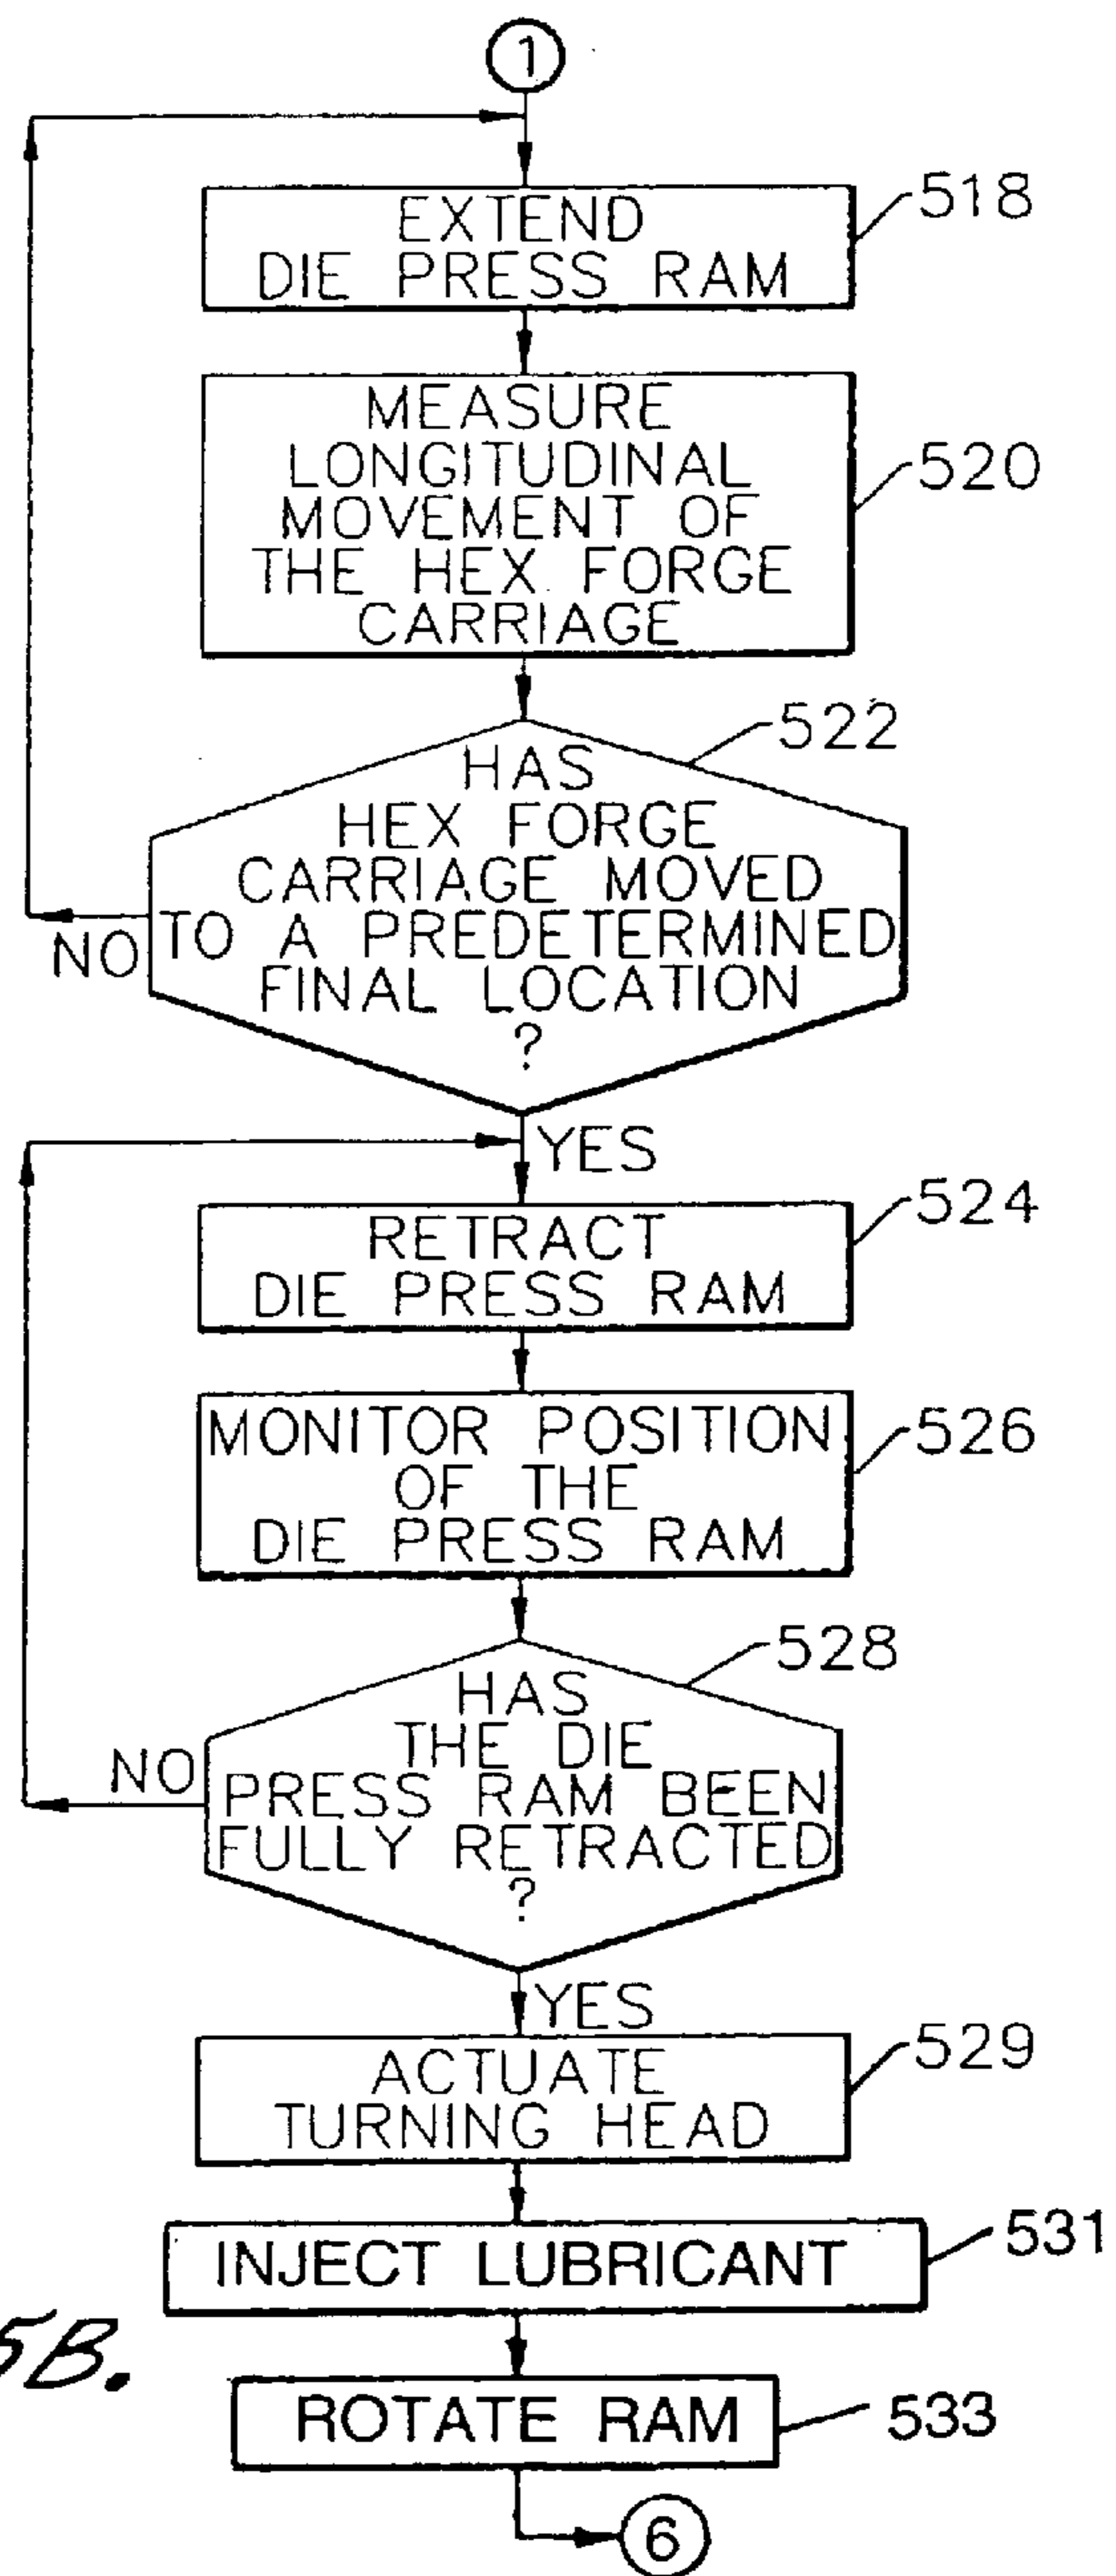 1
518
EXTEND
DIE PRESS RAM
MEASURE
LONGITUDINAL
MOVEMENT OF
THE HEX FORGE
CARRIAGE
520
522
HAS
HEX FORGE
CARRIAGE MOVED
TO A PREDETERMINED
FINAL LOCATION
?
NO
YES
524
RETRACT
DIE PRESS RAM
MONITOR POSITION
OF THE
DIE PRESS RAM
526
528
HAS
THE DIE
PRESS RAM BEEN
FULLY RETRACTED
?
NO
YES
529
ACTUATE
TURNING HEAD
531
INJECT LUBRICANT
5B.
ROTATE RAM
533
6